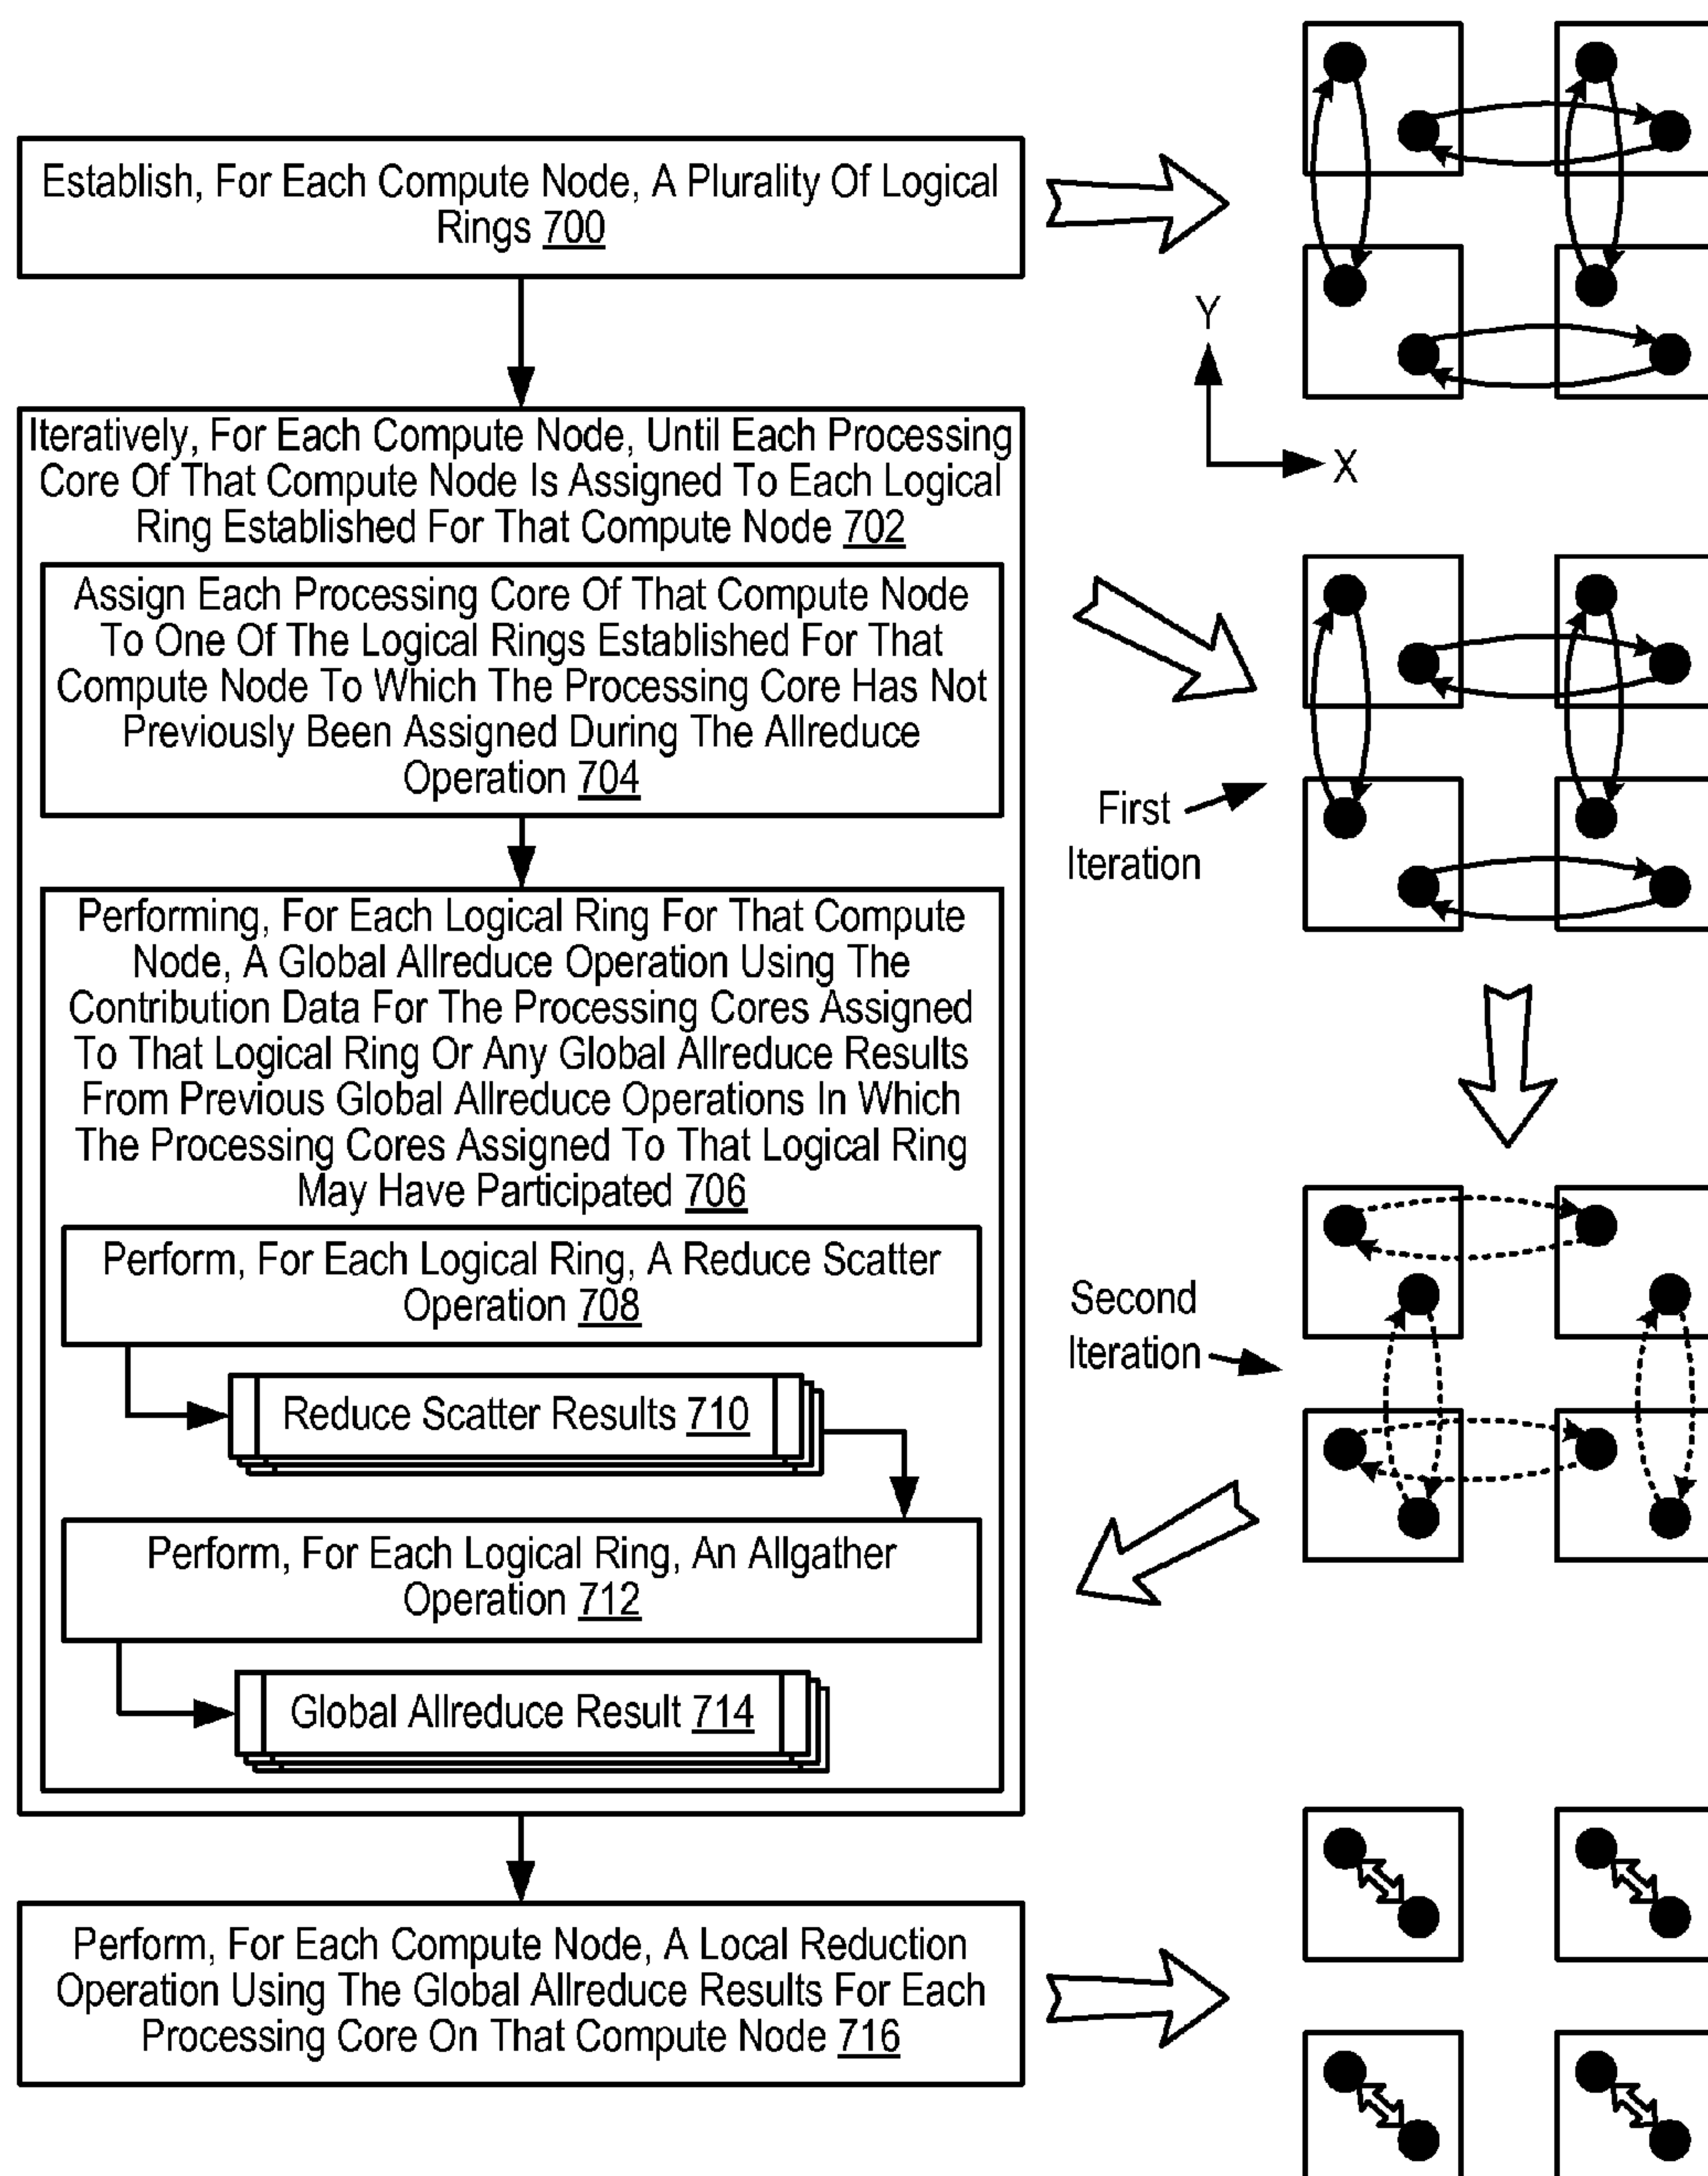 Establish, For Each Compute Node, A Plurality Of Logical
Rings 700
Y
X
Iteratively, For Each Compute Node, Until Each Processing
Core Of That Compute Node Is Assigned To Each Logical
Ring Established For That Compute Node 702
Assign Each Processing Core Of That Compute Node
To One Of The Logical Rings Established For That
Compute Node To Which The Processing Core Has Not
Previously Been Assigned During The Allreduce
Operation 704
First
Iteration
Performing, For Each Logical Ring For That Compute
Node, A Global Allreduce Operation Using The
Contribution Data For The Processing Cores Assigned
To That Logical Ring Or Any Global Allreduce Results
From Previous Global Allreduce Operations In Which
The Processing Cores Assigned To That Logical Ring
May Have Participated 706
Perform, For Each Logical Ring, A Reduce Scatter
Operation 708
Second
Iteration
Reduce Scatter Results 710
Perform, For Each Logical Ring, An Allgather
Operation 712
Global Allreduce Result 714
Perform, For Each Compute Node, A Local Reduction
Operation Using The Global Allreduce Results For Each
Processing Core On That Compute Node 716